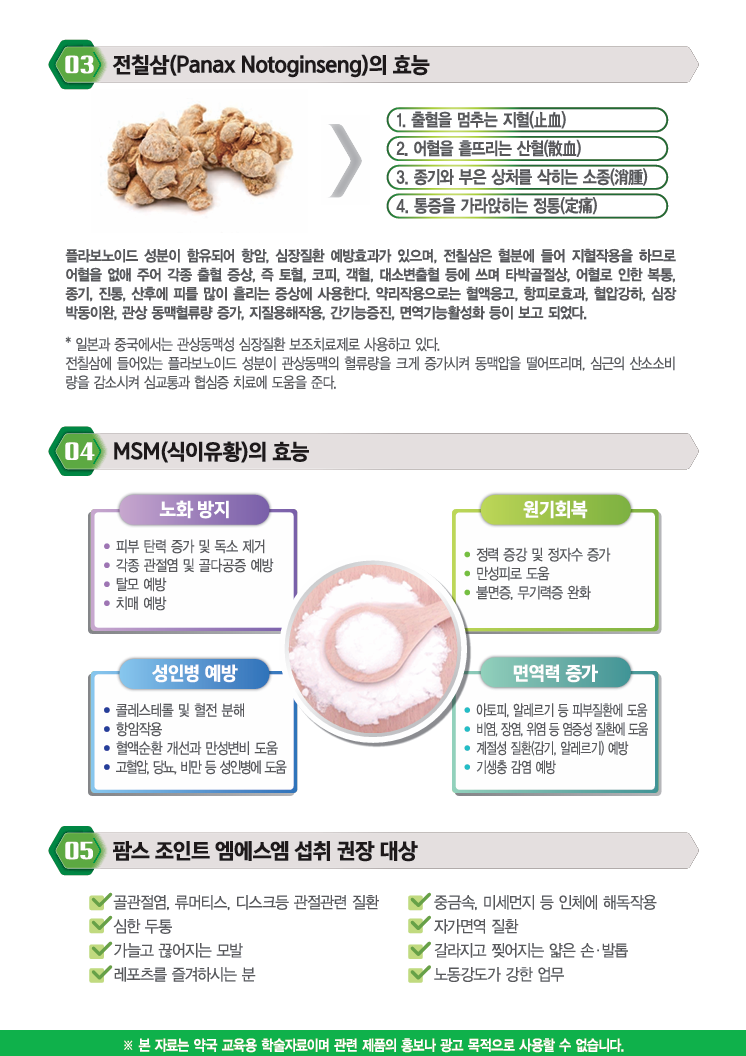 03 전칠삼(Panax Notoginseng)의 효능
1. 출혈을 멈추는 지혈(止血)
2. 어혈을 흩뜨리는 산혈(散血)
3. 종기와 부은 상처를 삭히는 소종(消腫)
4. 통증을 가라앉히는 정통(定痛)
플라보노이드 성분이 함유되어 항암, 심장질환 예방효과가 있으며, 전칠삼은 혈분에 들어 지혈작용을 하므로
어혈을 없애 주어 각종 출혈 증상, 즉 토혈, 코피, 객혈, 대소변출혈 등에 쓰며 타박골절상, 어혈로 인한 복통,
종기, 진통, 산후에 피를 많이 흘리는 증상에 사용한다. 약리작용으로는 혈액응고, 항피로효과, 혈압강하, 심장
박동이완, 관상 동맥혈류량 증가, 지질용해작용, 간기능증진, 면역기능활성화 등이 보고 되었다.
* 일본과 중국에서는 관상동맥성 심장질환 보조치료제로 사용하고 있다.
전칠삼에 들어있는 플라보노이드 성분이 관상동맥의 혈류량을 크게 증가시켜 동맥압을 떨어뜨리며, 심근의 산소소비
량을 감소시켜 심교통과 협심증 치료에 도움을 준다.
04 MSM(식이유황)의 효능
노화 방지
• 피부 탄력 증가 및 독소 제거
• 각종 관절염 및 골다공증 예방
• 탈모 예방
• 치매 예방
원기회복
• 정력 증강 및 정자수 증가
• 만성피로 도움
• 불면증, 무기력증 완화
성인병 예방
• 콜레스테롤 및 혈전 분해
• 항암작용
• 혈액순환 개선과 만성변비 도움
• 고혈압, 당뇨, 비만 등 성인병에 도움
면역력 증가
• 아토피, 알레르기 등 피부질환에 도움
• 비염, 장염, 위염 등 염증성 질환에 도움
• 계절성 질환(감기, 알레르기) 예방
• 기생충 감염 예방
05 팜스 조인트 엠에스엠 섭취 권장 대상
골관절염, 류머티스, 디스크등 관절관련 질환
심한 두통
가늘고 끊어지는 모발
레포츠를 즐겨하시는 분
중금속, 미세먼지 등 인체에 해독작용
자가면역 질환
갈라지고 찢어지는 얇은 손·발톱
노동강도가 강한 업무
※ 본 자료는 약국 교육용 학술자료이며 관련 제품의 홍보나 광고 목적으로 사용할 수 없습니다.